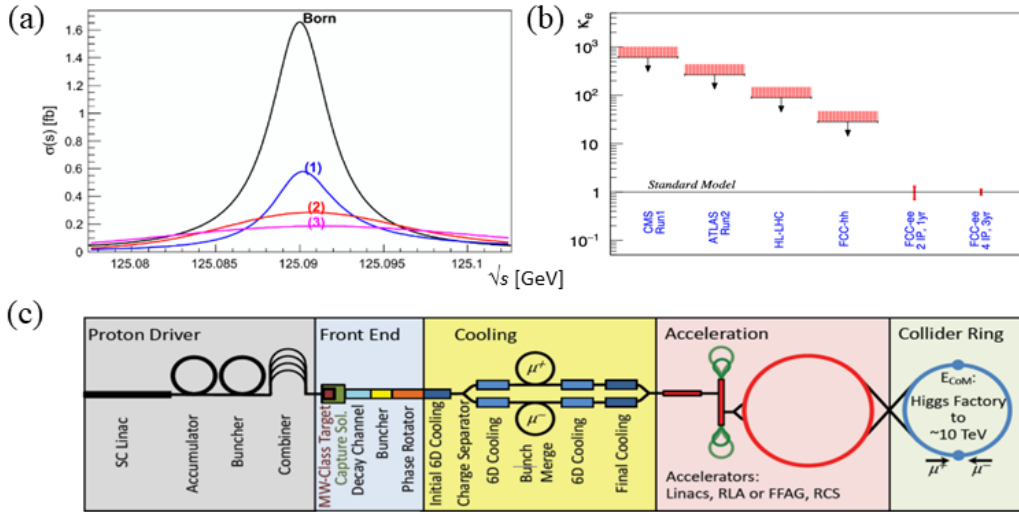 (a)
Born
1.6
1.4
1.2
1
0.8
0.6
0.4
0.2
0
σ(s) [fb]
(1)
(2)
(3)
125.08
125.085
125.09
125.095
125.1
√s [GeV]
(b)
κe
10³
10²
10
1
10⁻¹
Standard Model
CMS
Run1
ATLAS
Run2
HL-LHC
FCC-hh
FCC-ee
2 IP, 1yr
FCC-ee
4 IP, 3yr
(c)
Proton Driver
Front End
Cooling
Acceleration
Collider Ring
SC Linac
Accumulator
Buncher
Combiner
MW-Class Target
Capture Sol.
Decay Channel
Buncher
Phase Rotator
Initial 6D Cooling
Charge Separator
μ+
μ−
6D Cooling
Bunch
Merge
6D Cooling
Final Cooling
Accelerators:
Linacs, RLA or FFAG, RCS
ECoM:
Higgs Factory
to
~10 TeV
μ+ μ−